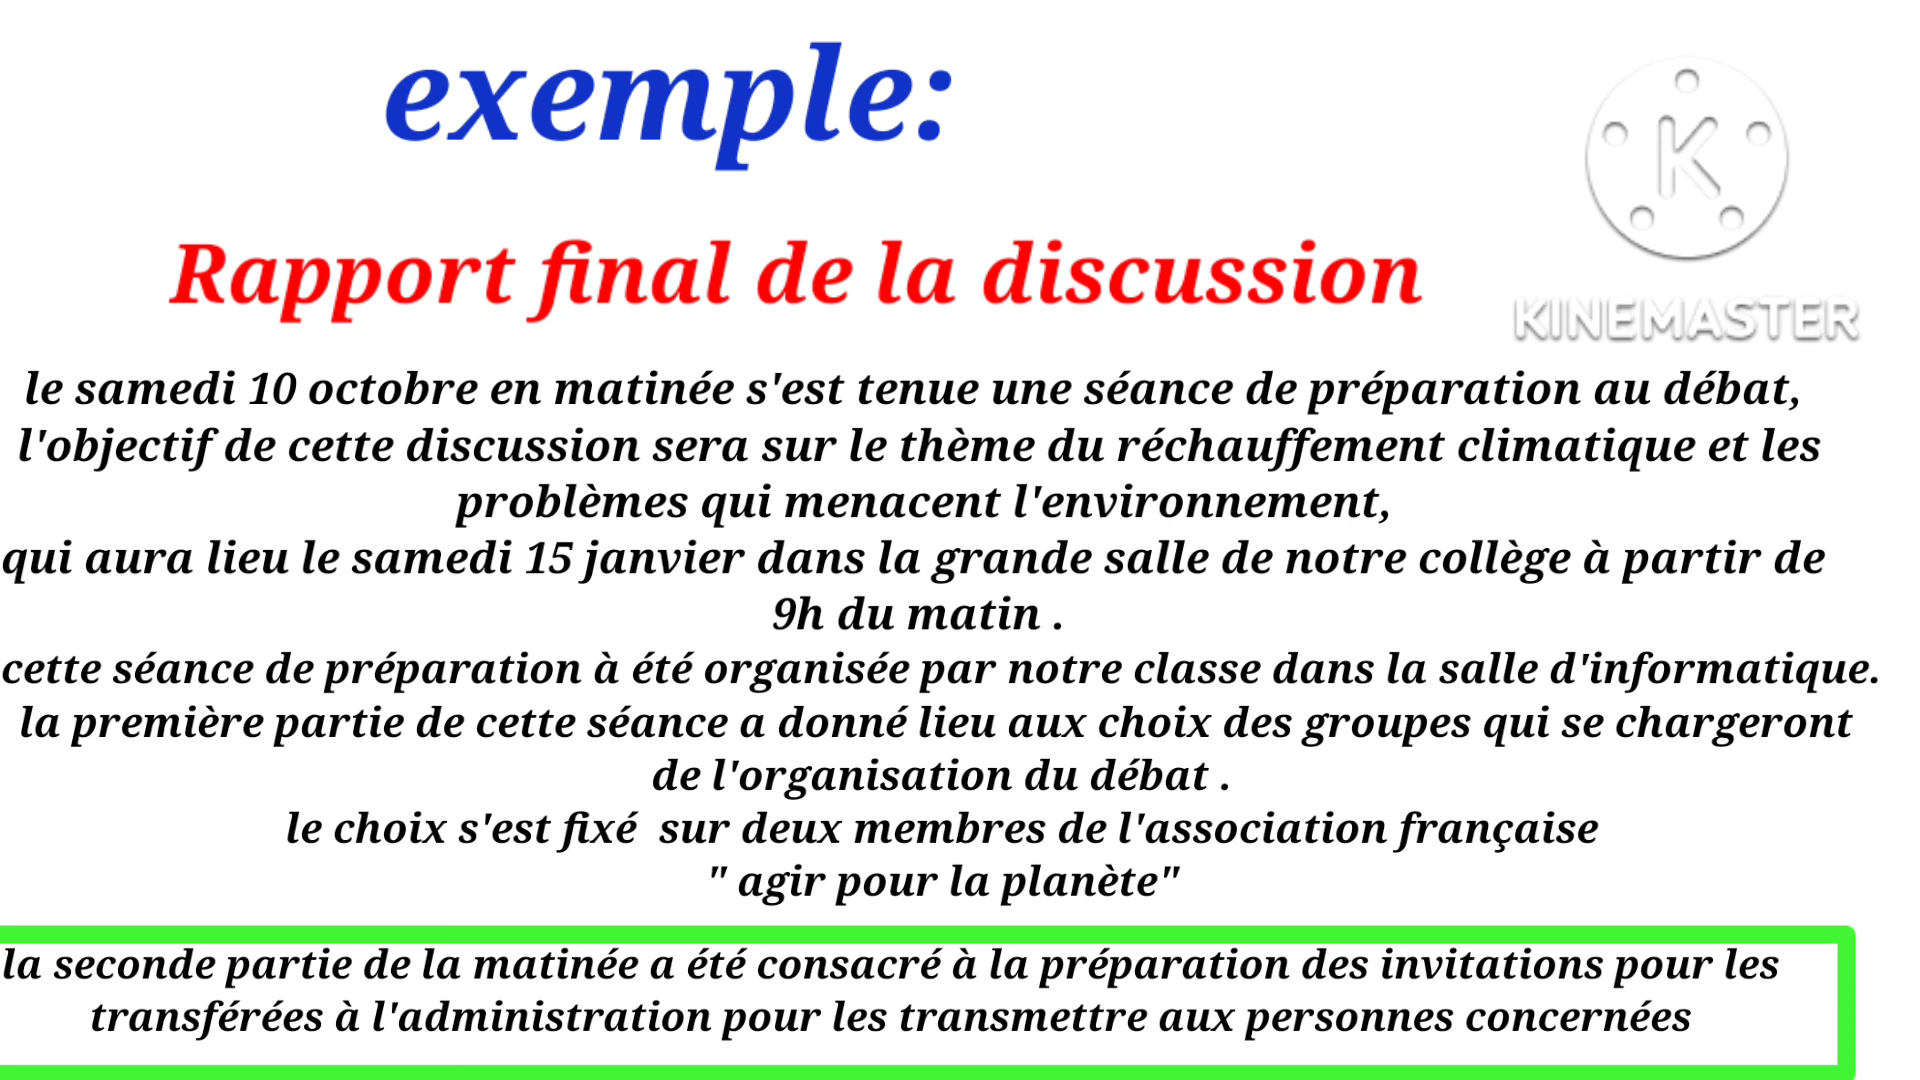 exemple:
KINEMASTER
Rapport final de la discussion
le samedi 10 octobre en matinée s'est tenue une séance de préparation au débat,
l'objectif de cette discussion sera sur le thème du réchauffement climatique et les
problèmes qui menacent l'environnement,
qui aura lieu le samedi 15 janvier dans la grande salle de notre collège à partir de
9h du matin .
cette séance de préparation à été organisée par notre classe dans la salle d'informatique.
la première partie de cette séance a donné lieu aux choix des groupes qui se chargeront
de l'organisation du débat .
le choix s'est fixé sur deux membres de l'association française
" agir pour la planète"
la seconde partie de la matinée a été consacré à la préparation des invitations pour les
transférées à l'administration pour les transmettre aux personnes concernées